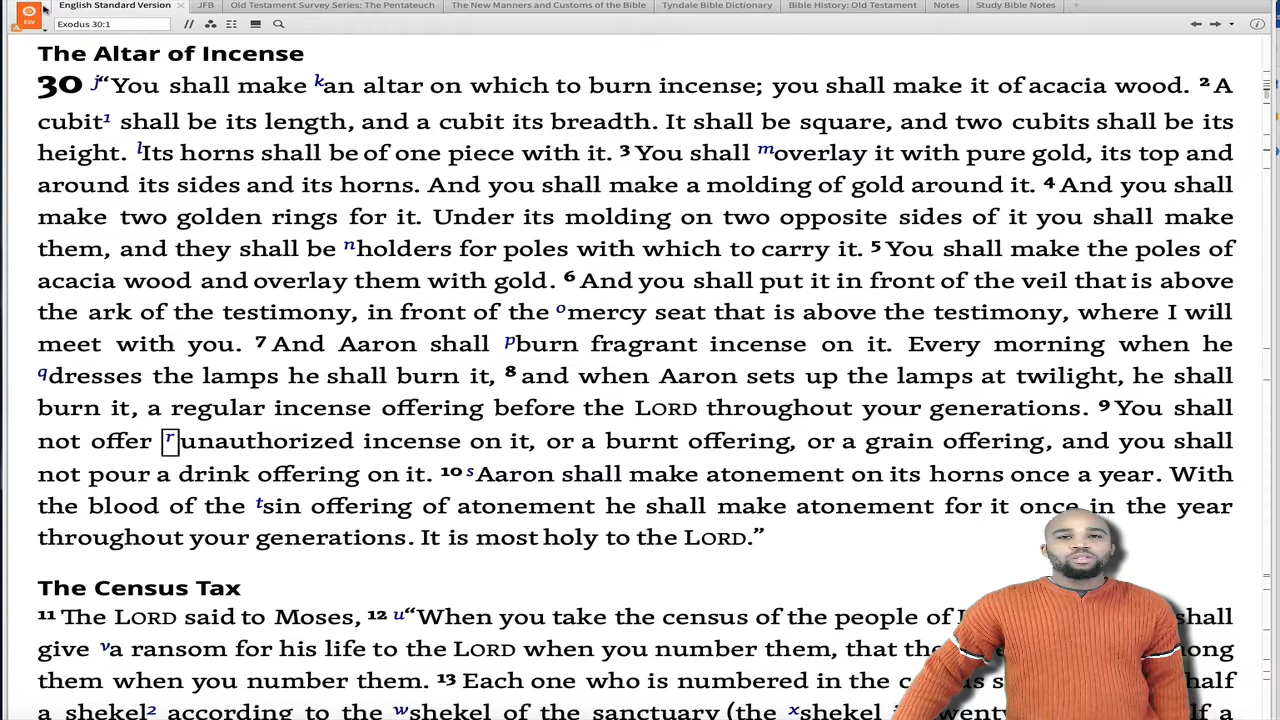 English Standard Version JFB Old Testament Survey Series: The Pentateuch The New Manners and Customs of the Bible Tyndale Bible Dictionary Bible History: Old Testament Notes Study Bible Notes
ESV Exodus 30:1
The Altar of Incense
30 j“You shall make kan altar on which to burn incense; you shall make it of acacia wood. 2 A
cubit1 shall be its length, and a cubit its breadth. It shall be square, and two cubits shall be its
height. lIts horns shall be of one piece with it. 3 You shall moverlay it with pure gold, its top and
around its sides and its horns. And you shall make a molding of gold around it. 4 And you shall
make two golden rings for it. Under its molding on two opposite sides of it you shall make
them, and they shall be nholders for poles with which to carry it. 5 You shall make the poles of
acacia wood and overlay them with gold. 6 And you shall put it in front of the veil that is above
the ark of the testimony, in front of the omercy seat that is above the testimony, where I will
meet with you. 7 And Aaron shall pburn fragrant incense on it. Every morning when he
qdresses the lamps he shall burn it, 8 and when Aaron sets up the lamps at twilight, he shall
burn it, a regular incense offering before the LORD throughout your generations. 9 You shall
not offer runauthorized incense on it, or a burnt offering, or a grain offering, and you shall
not pour a drink offering on it. 10 sAaron shall make atonement on its horns once a year. With
the blood of the tsin offering of atonement he shall make atonement for it once in the year
throughout your generations. It is most holy to the LORD.”
The Census Tax
11 The LORD said to Moses, 12 u“When you take the census of the people of shall
give va ransom for his life to the LORD when you number them, that
them when you number them. 13 Each one who is numbered in the half
a shekel2 according to the wshekel of the sanctuary (the xshekel